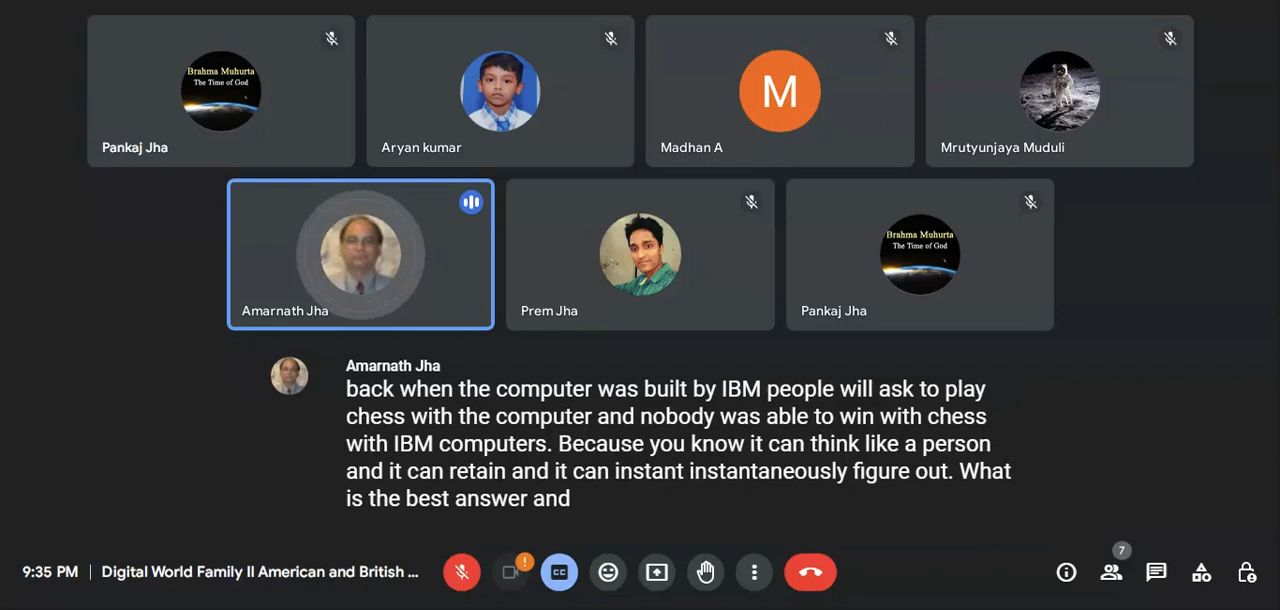 Brahma Muhurta
The Time of God
Pankaj Jha
Aryan kumar
M
Madhan A
Mrutyunjaya Muduli
Amarnath Jha
Prem Jha
Brahma Muhurta
The Time of God
Pankaj Jha
Amarnath Jha
back when the computer was built by IBM people will ask to play
chess with the computer and nobody was able to win with chess
with IBM computers. Because you know it can think like a person
and it can retain and it can instant instantaneously figure out. What
is the best answer and
9:35 PM | Digital World Family II American and British ...
!
CC
7